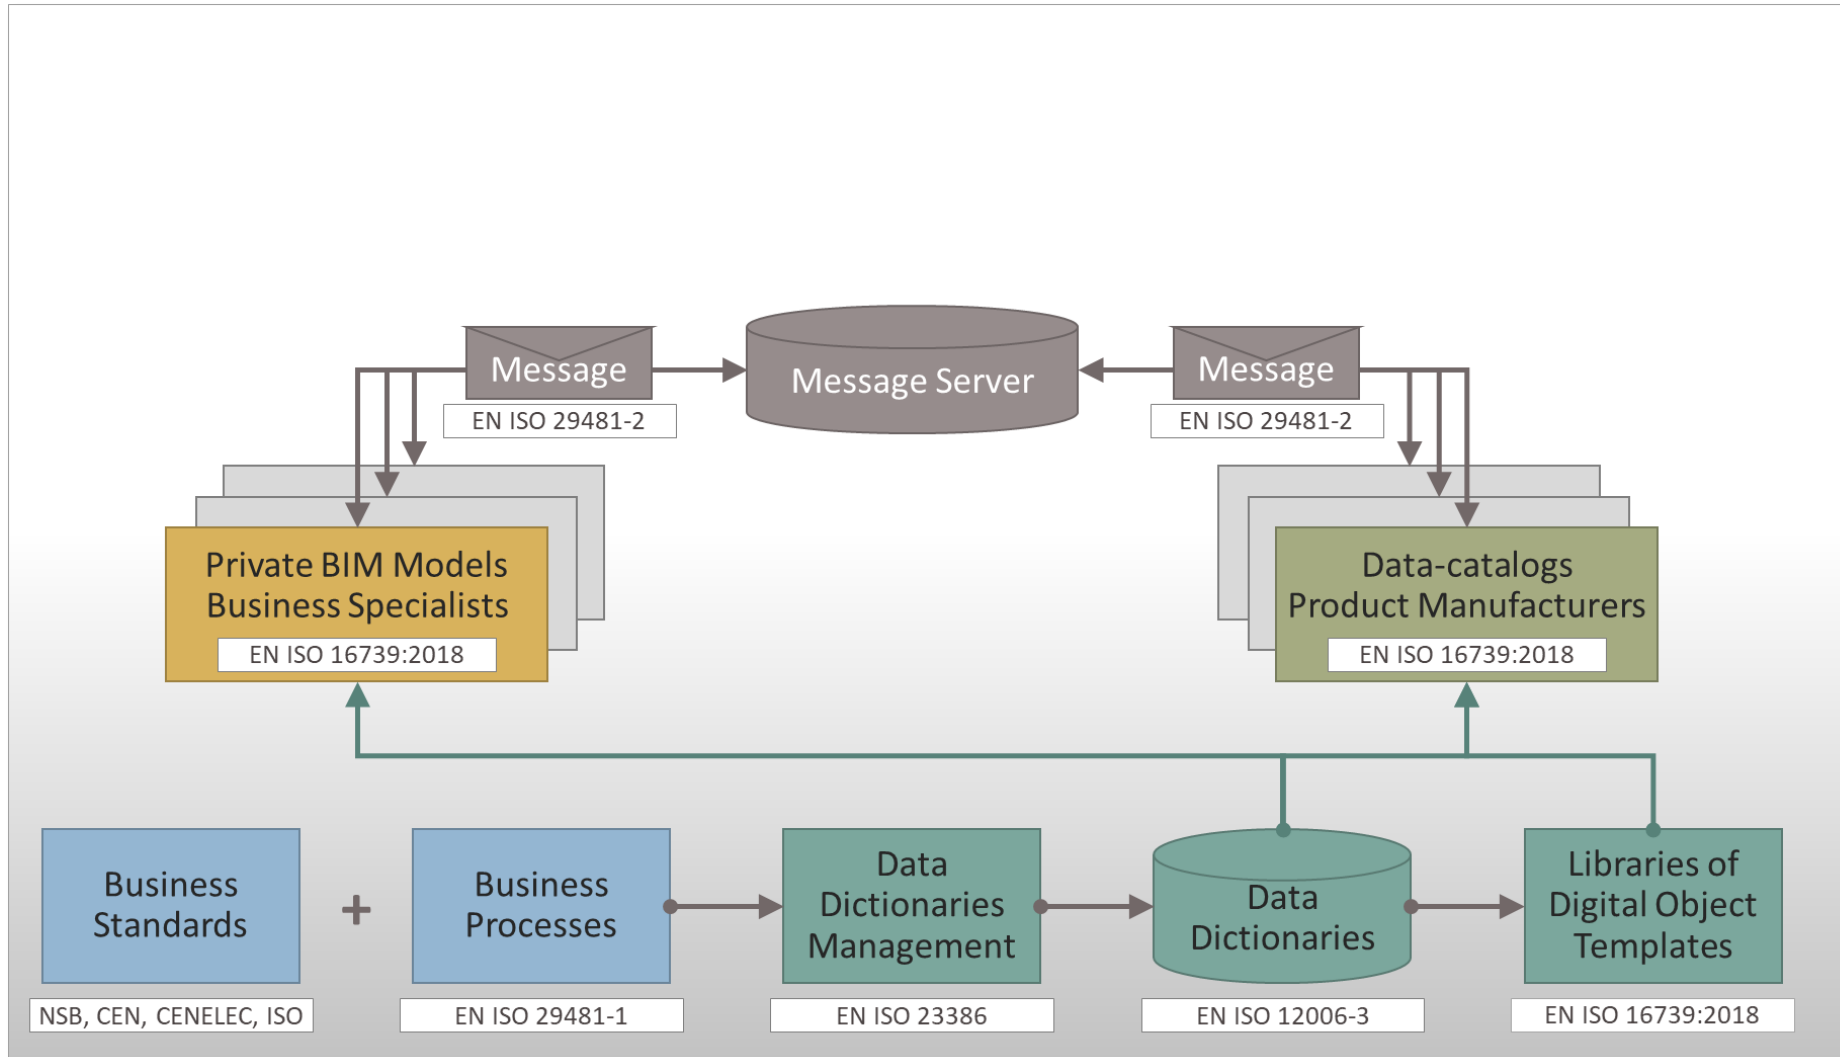 Message
Message Server
Message
EN ISO 29481-2
EN ISO 29481-2
Private BIM Models
Business Specialists
EN ISO 16739:2018
Data-catalogs
Product Manufacturers
EN ISO 16739:2018
Business
Standards
+
Business
Processes
Data
Dictionaries
Management
Data
Dictionaries
Libraries of
Digital Object
Templates
NSB, CEN, CENELEC, ISO
EN ISO 29481-1
EN ISO 23386
EN ISO 12006-3
EN ISO 16739:2018